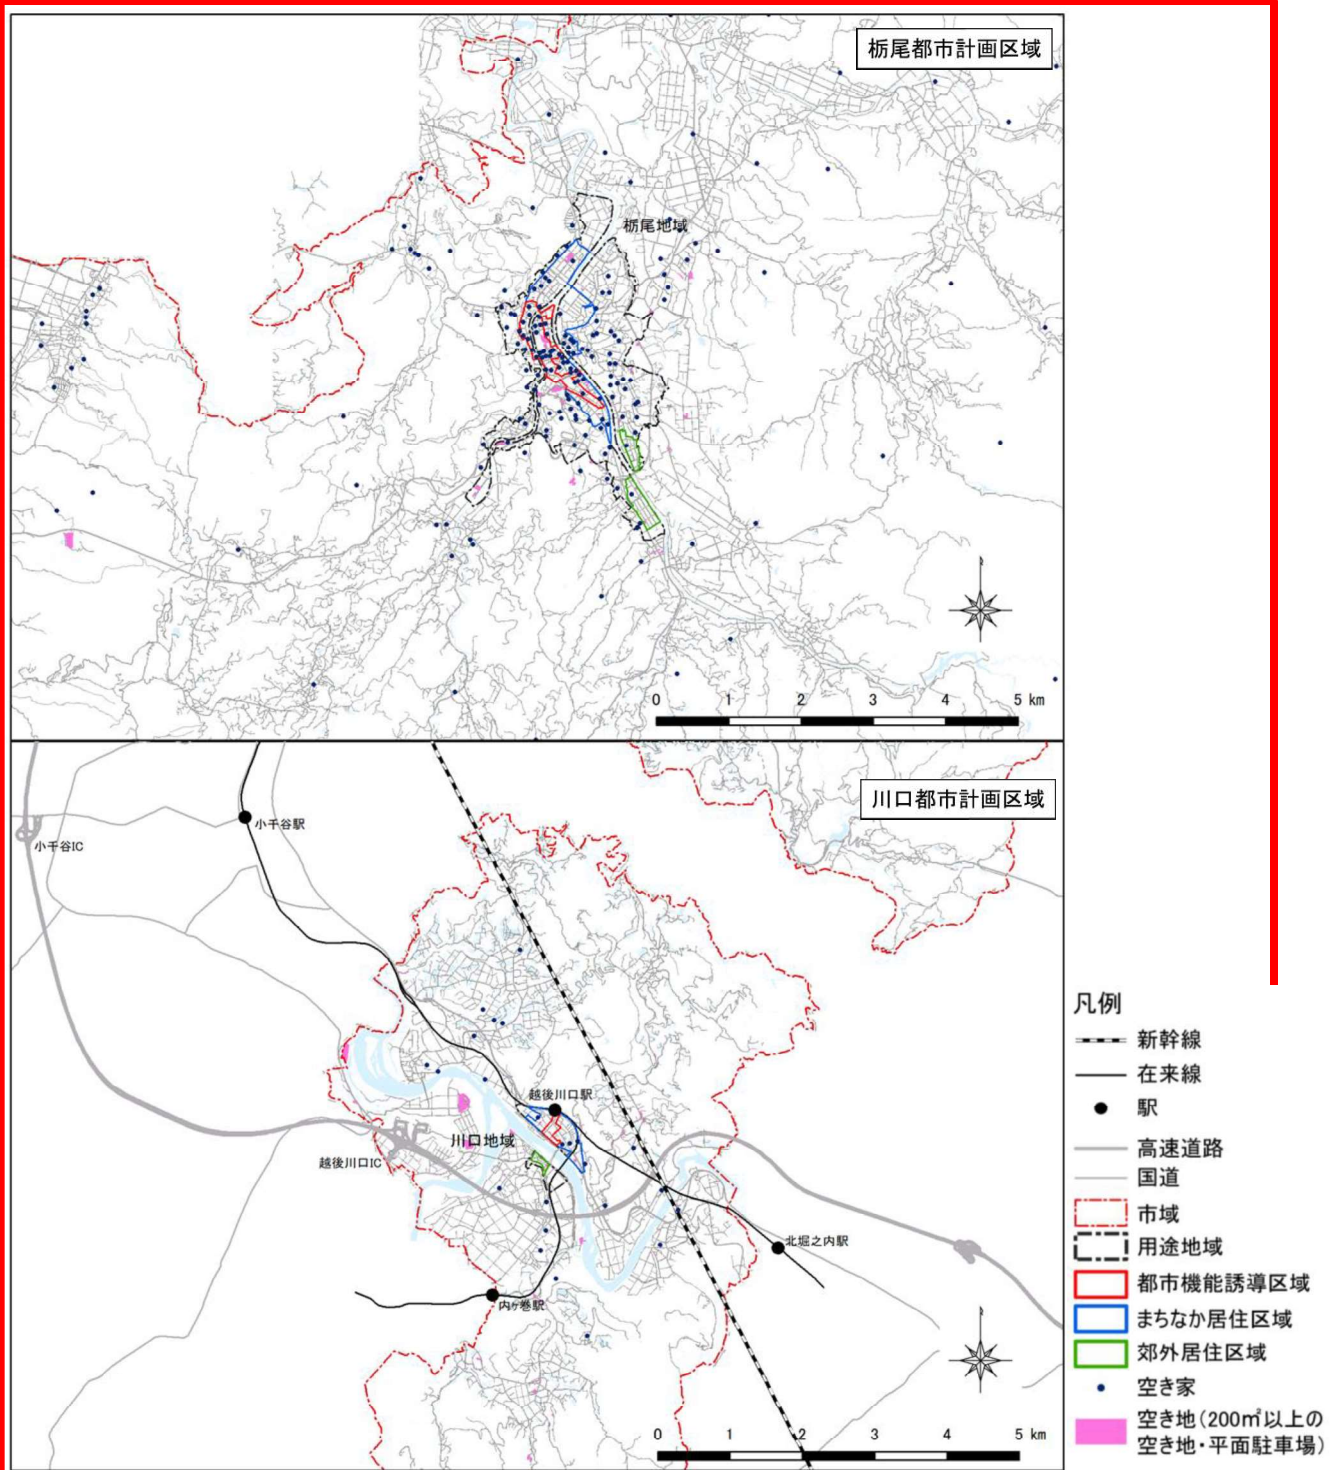 栃尾都市計画区域
栃尾地域
0 1 2 3 4 5 km
川口都市計画区域
小千谷駅
小千谷IC
越後川口駅
川口地域
越後川口IC
北堀之内駅
内ヶ巻駅
0 1 2 3 4 5 km
凡例
新幹線
在来線
駅
高速道路
国道
市域
用途地域
都市機能誘導区域
まちなか居住区域
郊外居住区域
空き家
空き地(200㎡以上の
空き地・平面駐車場)